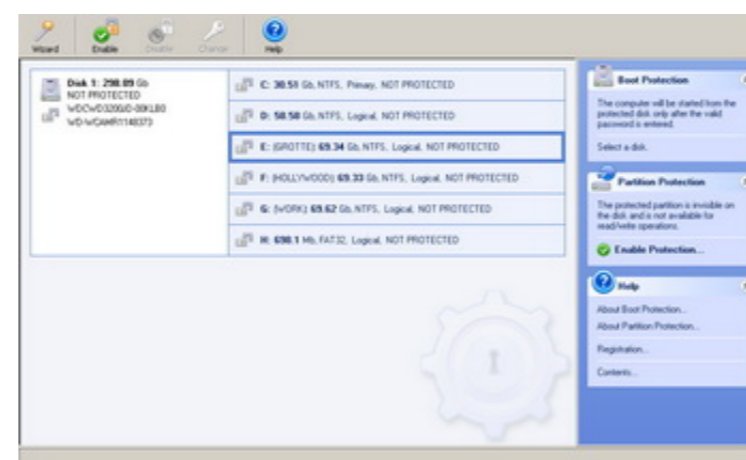 Wizard
Enable
Disable
Change
Help
Disk 1: 298.89 Gb
NOT PROTECTED
C: 30.51 Gb, NTFS, Primary, NOT PROTECTED
D: 58.58 Gb, NTFS, Logical, NOT PROTECTED
E: (GROTTE) 69.34 Gb, NTFS, Logical, NOT PROTECTED
F: (HOLLYWOOD) 69.33 Gb, NTFS, Logical, NOT PROTECTED
G: (WORK) 69.62 Gb, NTFS, Logical, NOT PROTECTED
H: 698.1 Mb, FAT32, Logical, NOT PROTECTED
Boot Protection
The computer will be started from the
protected disk only after the valid
password is entered.
Select a disk.
Partition Protection
The protected partition is invisible on
the disk and is not available for
read/write operations.
Enable Protection...
Help
About Boot Protection...
About Partition Protection...
Registration...
Contents...